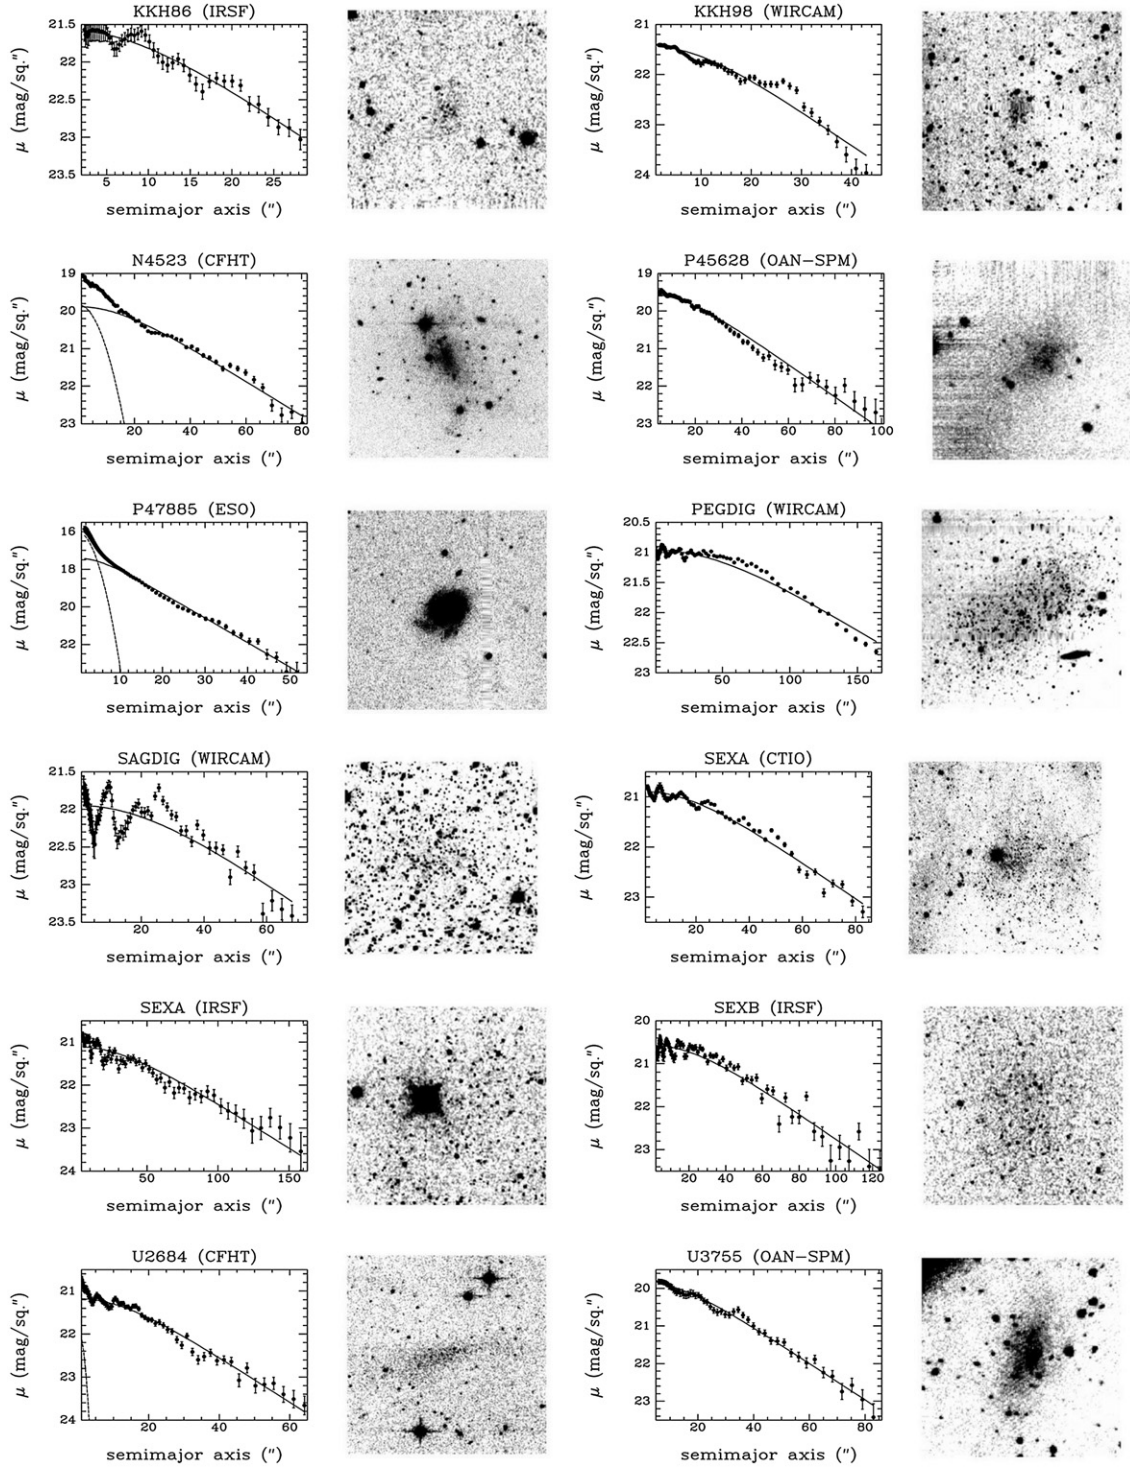 KKH86 (IRSF)
21.5
22
22.5
23
23.5
μ (mag/sq.")
5 10 15 20 25
semimajor axis (")
KKH98 (WIRCAM)
21
22
23
24
μ (mag/sq.")
10 20 30 40
semimajor axis (")
N4523 (CFHT)
19
20
21
22
23
μ (mag/sq.")
20 40 60 80
semimajor axis (")
P45628 (OAN-SPM)
19
20
21
22
23
μ (mag/sq.")
20 40 60 80 100
semimajor axis (")
P47885 (ESO)
16
18
20
22
μ (mag/sq.")
10 20 30 40 50
semimajor axis (")
PEGDIG (WIRCAM)
20.5
21
21.5
22
22.5
23
μ (mag/sq.")
50 100 150
semimajor axis (")
SAGDIG (WIRCAM)
21.5
22
22.5
23
23.5
μ (mag/sq.")
20 40 60
semimajor axis (")
SEXA (CTIO)
21
22
23
μ (mag/sq.")
20 40 60 80
semimajor axis (")
SEXA (IRSF)
21
22
23
24
μ (mag/sq.")
50 100 150
semimajor axis (")
SEXB (IRSF)
20
21
22
23
μ (mag/sq.")
20 40 60 80 100 120
semimajor axis (")
U2684 (CFHT)
21
22
23
24
μ (mag/sq.")
20 40 60
semimajor axis (")
U3755 (OAN-SPM)
20
21
22
23
μ (mag/sq.")
20 40 60 80
semimajor axis (")